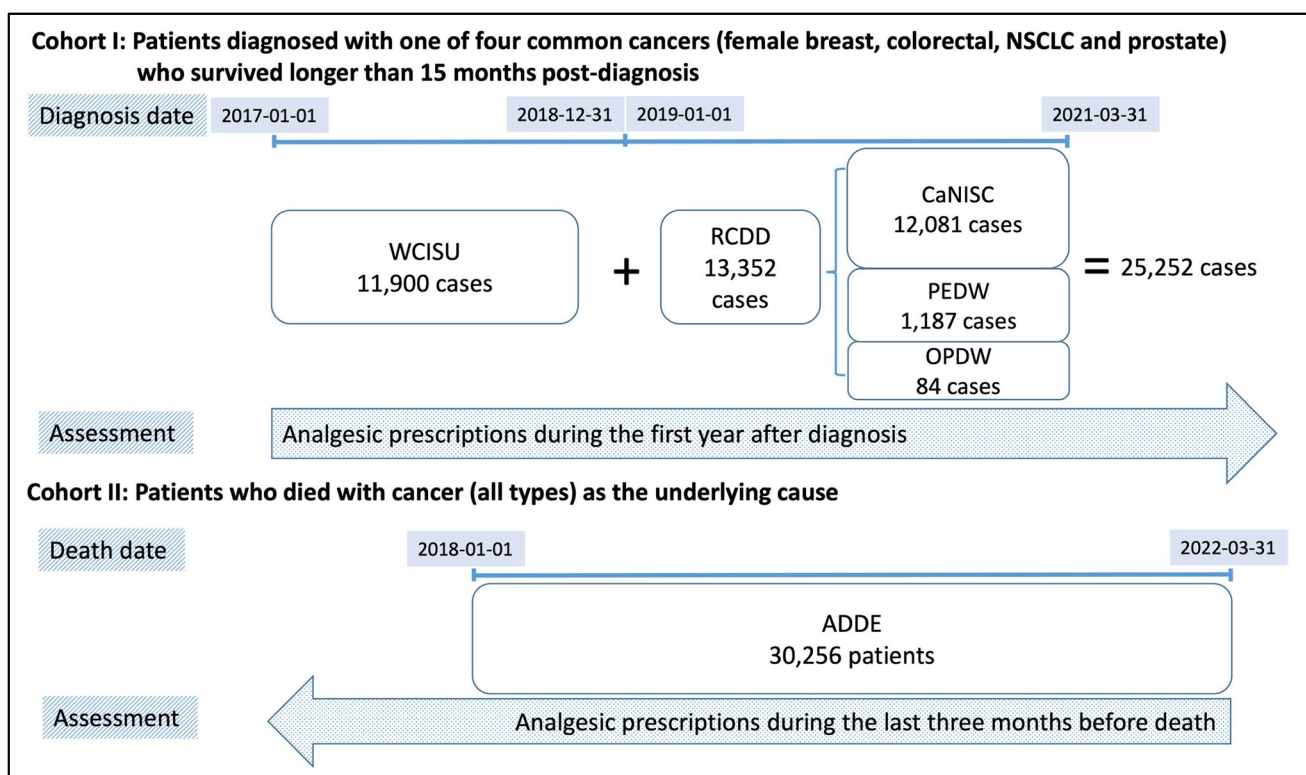 Cohort I: Patients diagnosed with one of four common cancers (female breast, colorectal, NSCLC and prostate)
who survived longer than 15 months post-diagnosis
Diagnosis date
2017-01-01
2018-12-31
2019-01-01
2021-03-31
WCISU
11,900 cases
+
RCDD
13,352
cases
CaNISC
12,081 cases
PEDW
1,187 cases
OPDW
84 cases
= 25,252 cases
Assessment
Analgesic prescriptions during the first year after diagnosis
Cohort II: Patients who died with cancer (all types) as the underlying cause
Death date
2018-01-01
2022-03-31
ADDE
30,256 patients
Assessment
Analgesic prescriptions during the last three months before death